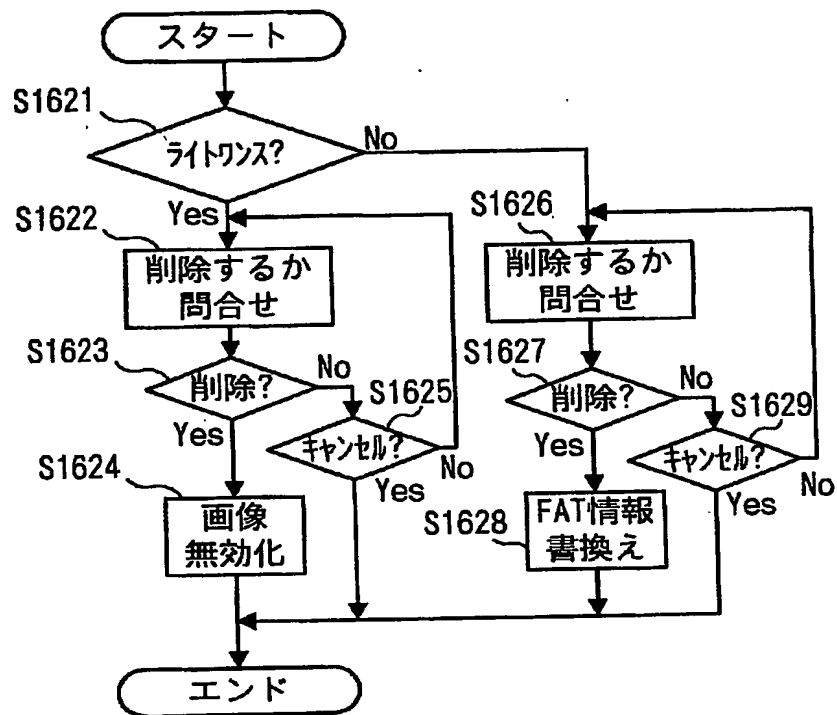 スタート
S1621
ライトワンス?
No
Yes
S1622
削除するか
問合せ
S1626
削除するか
問合せ
S1623
削除?
No
Yes
S1625
キャンセル?
No
Yes
S1627
削除?
No
Yes
S1629
キャンセル?
No
Yes
S1624
画像
無効化
S1628
FAT情報
書換え
エンド